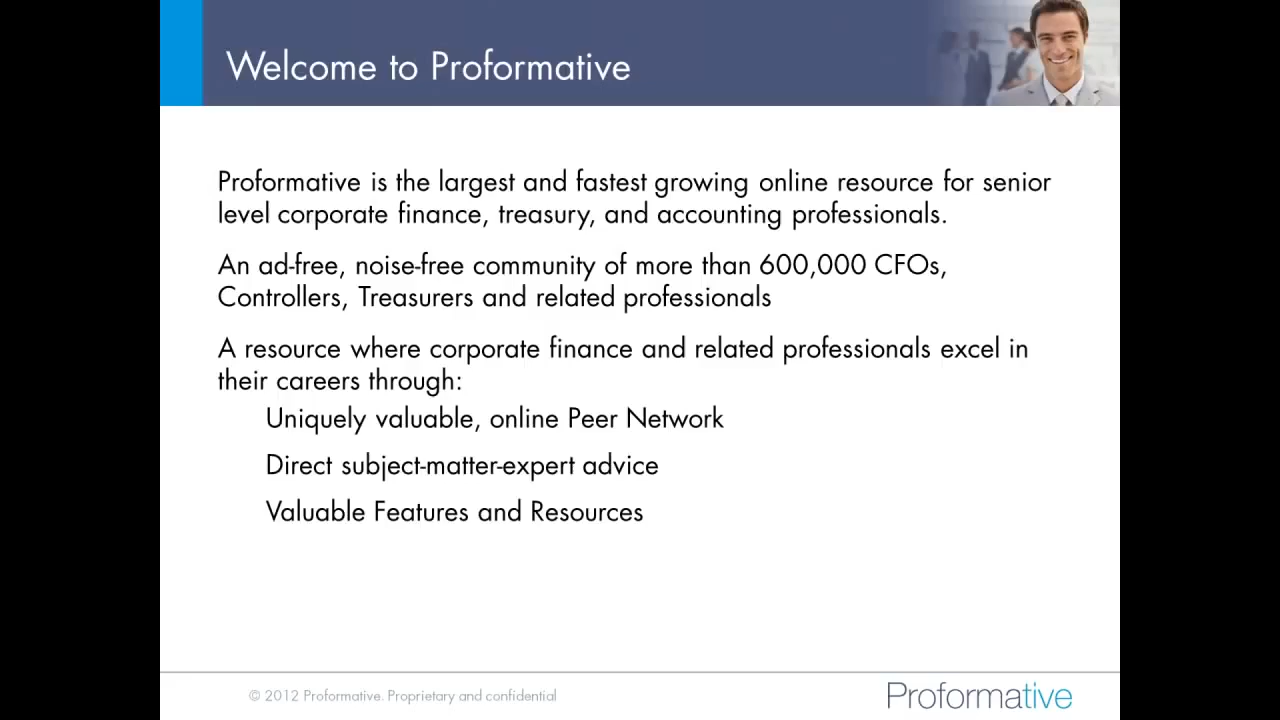 Welcome to Proformative
Proformative is the largest and fastest growing online resource for senior
level corporate finance, treasury, and accounting professionals.
An ad-free, noise-free community of more than 600,000 CFOs,
Controllers, Treasurers and related professionals
A resource where corporate finance and related professionals excel in
their careers through:
Uniquely valuable, online Peer Network
Direct subject-matter-expert advice
Valuable Features and Resources
© 2012 Proformative. Proprietary and confidential
Proformative